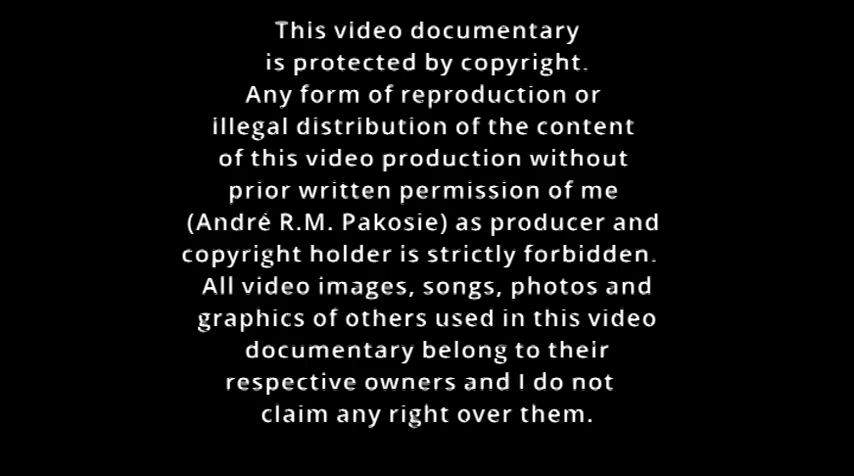 This video documentary
is protected by copyright.
Any form of reproduction or
illegal distribution of the content
of this video production without
prior written permission of me
(André R.M. Pakosie) as producer and
copyright holder is strictly forbidden.
All video images, songs, photos and
graphics of others used in this video
documentary belong to their
respective owners and I do not
claim any right over them.